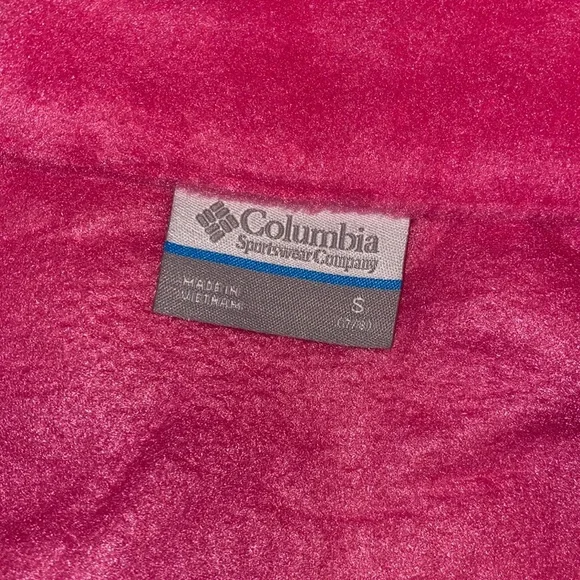 Columbia
Sportswear Company
MADE IN
VIETNAM
S
(7/8)